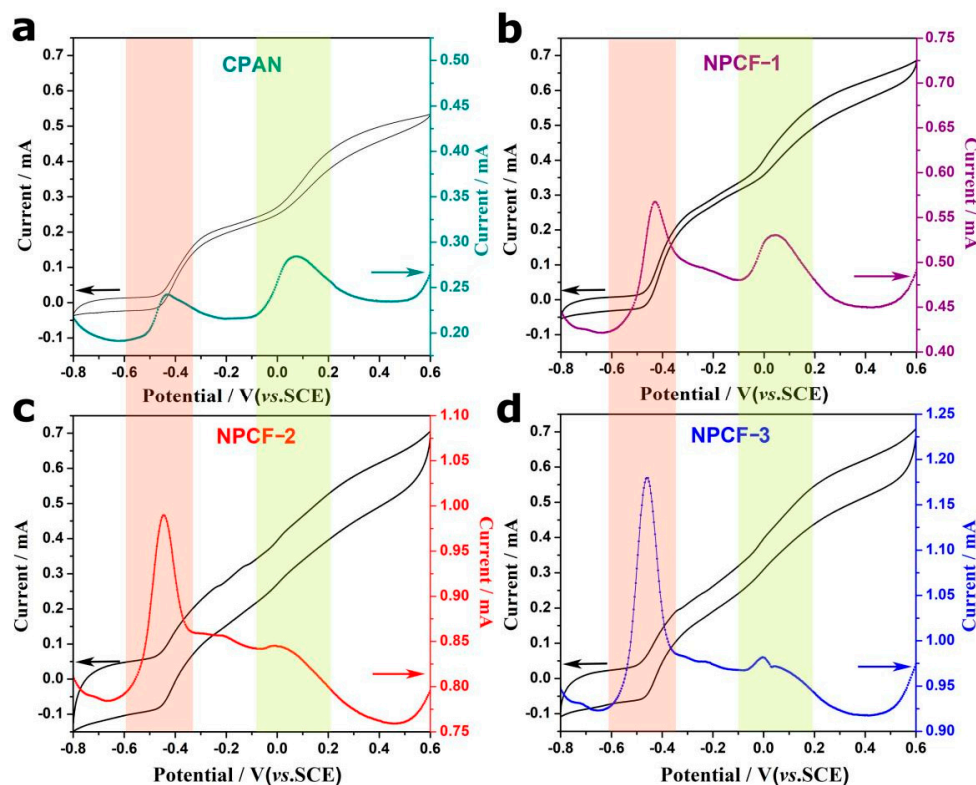 a
CPAN
Current / mA
0.7
0.6
0.5
0.4
0.3
0.2
0.1
0.0
-0.1
0.50
0.45
0.40
0.35
0.30
0.25
0.20
Current / mA
-0.8 -0.6 -0.4 -0.2 0.0 0.2 0.4 0.6
Potential / V(vs.SCE)
b
NPCF-1
Current / mA
0.7
0.6
0.5
0.4
0.3
0.2
0.1
0.0
-0.1
0.75
0.70
0.65
0.60
0.55
0.50
0.45
0.40
Current / mA
-0.8 -0.6 -0.4 -0.2 0.0 0.2 0.4 0.6
Potential / V(vs.SCE)
c
NPCF-2
Current / mA
0.7
0.6
0.5
0.4
0.3
0.2
0.1
0.0
-0.1
1.10
1.05
1.00
0.95
0.90
0.85
0.80
0.75
Current / mA
-0.8 -0.6 -0.4 -0.2 0.0 0.2 0.4 0.6
Potential / V(vs.SCE)
d
NPCF-3
Current / mA
0.7
0.6
0.5
0.4
0.3
0.2
0.1
0.0
-0.1
1.25
1.20
1.15
1.10
1.05
1.00
0.95
0.90
Current / mA
-0.8 -0.6 -0.4 -0.2 0.0 0.2 0.4 0.6
Potential / V(vs.SCE)